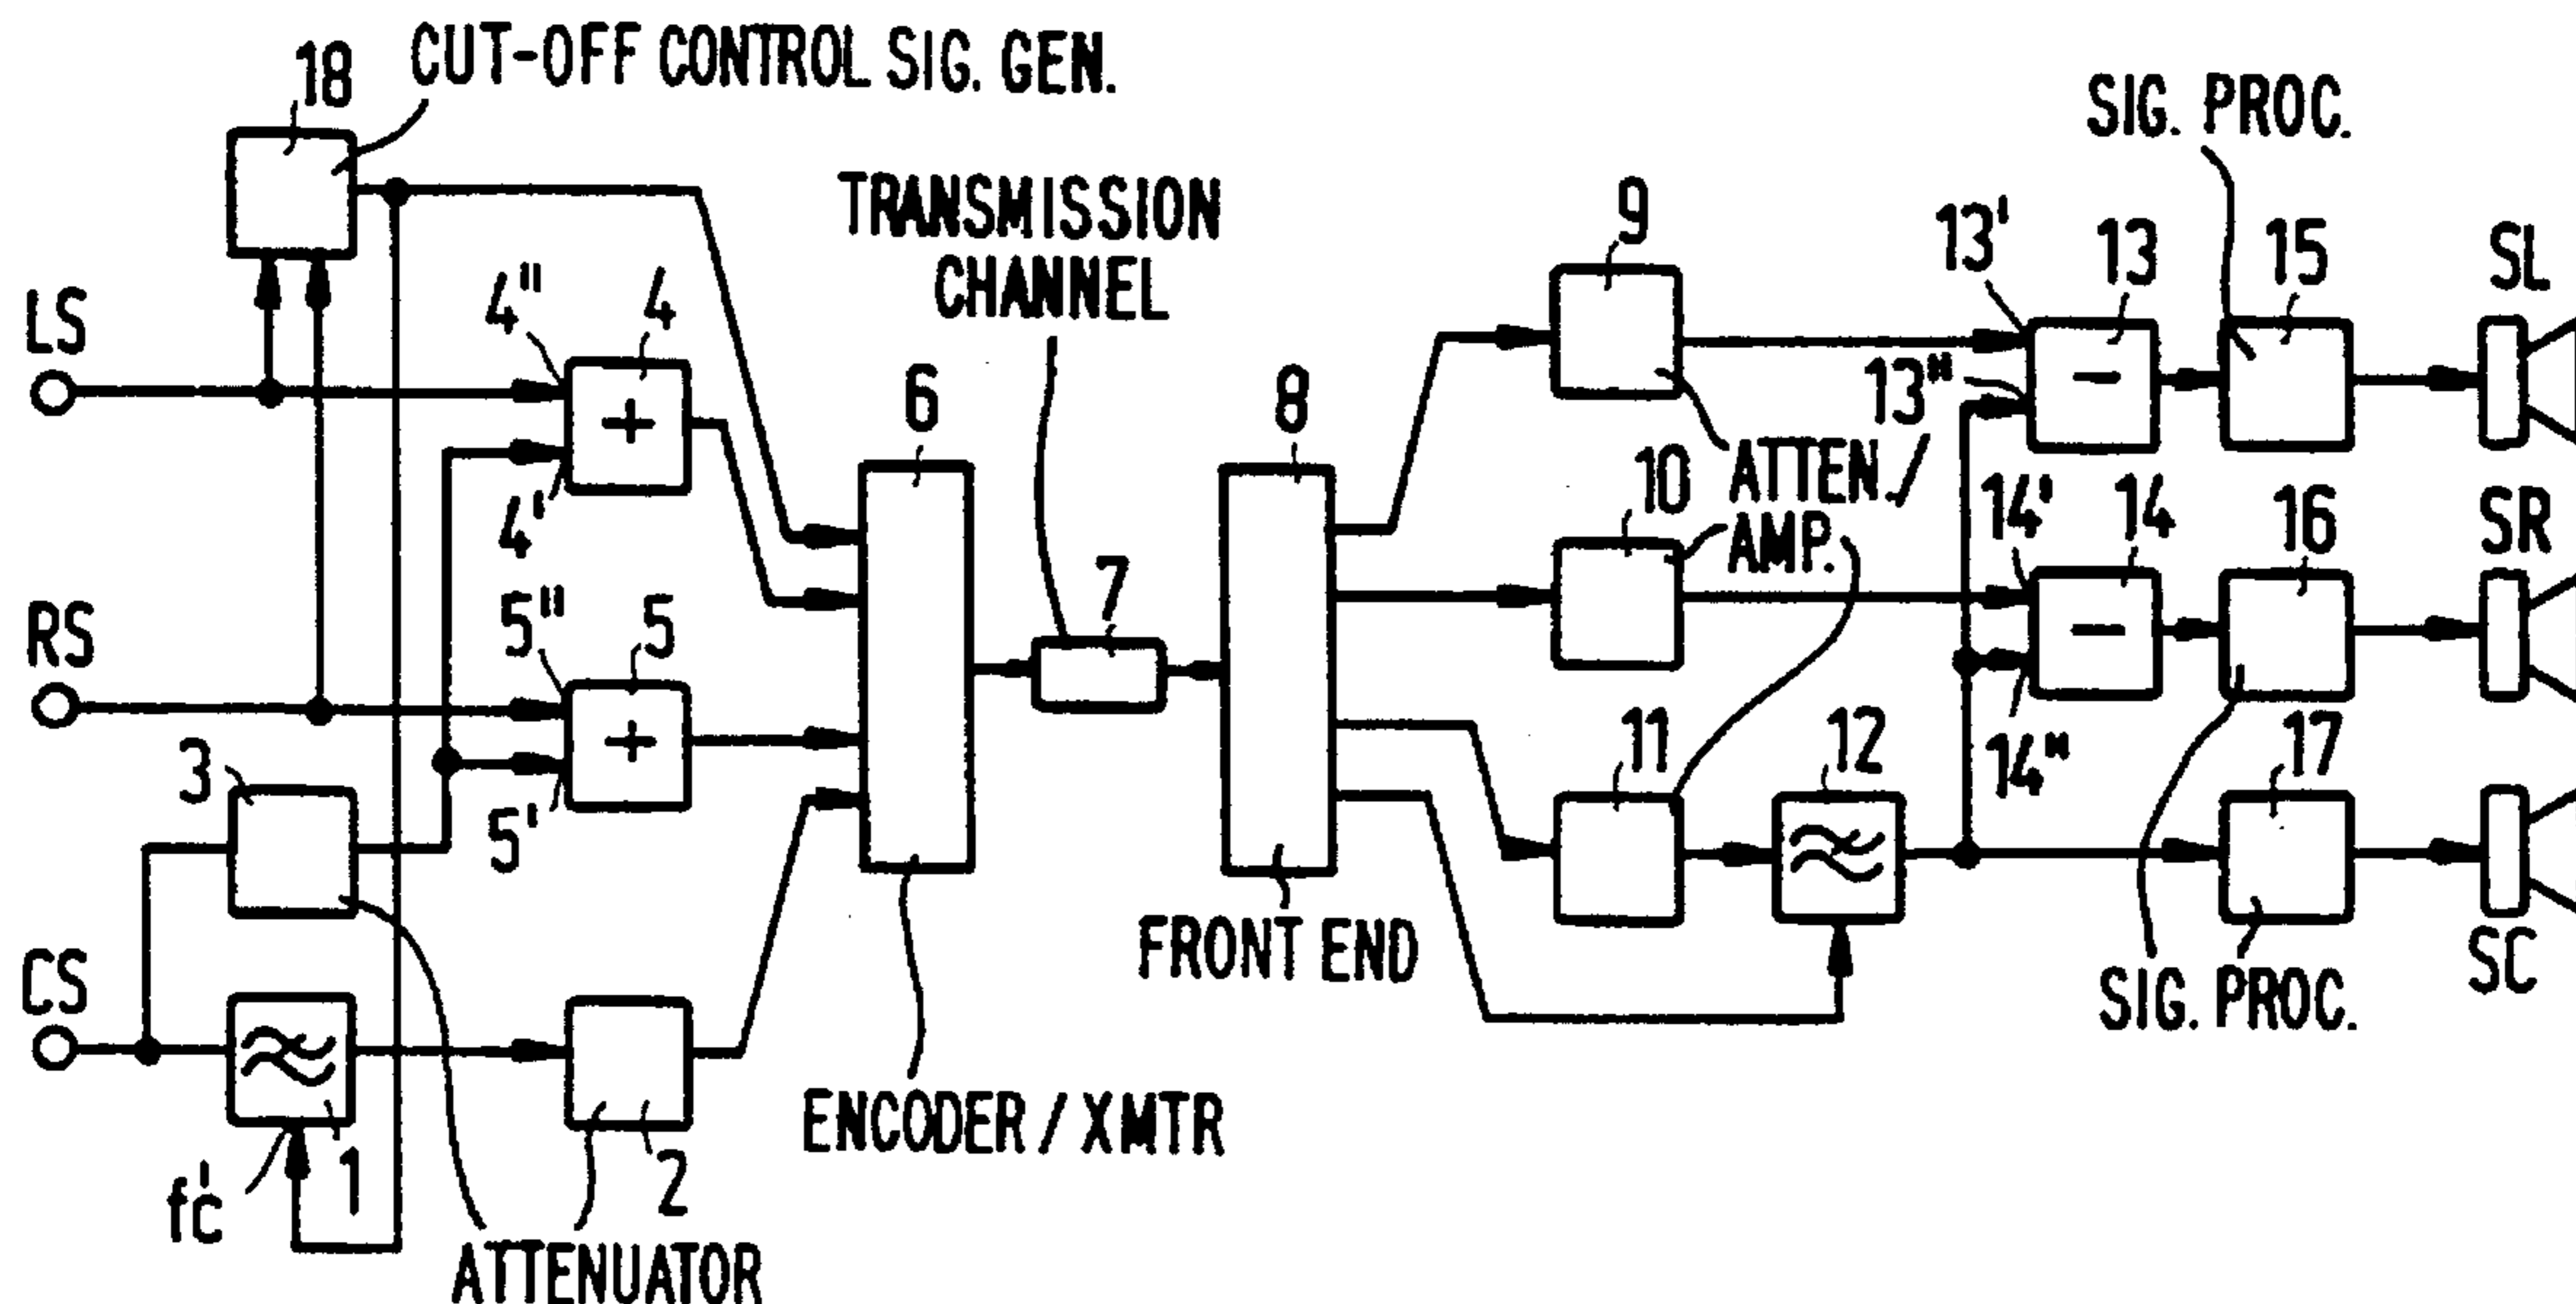 18
CUT-OFF CONTROL SIG. GEN.
SIG. PROC.
TRANSMISSION
CHANNEL
9
13'
13
15
SL
LS
4"
4
6
8
13"
4'
10
ATTEN./
AMP.
14'
14
16
SR
RS
5"
5
7
3
5'
11
12
14"
17
CS
FRONT END
SIG. PROC.
SC
ENCODER / XMTR
f'c
1
2
ATTENUATOR